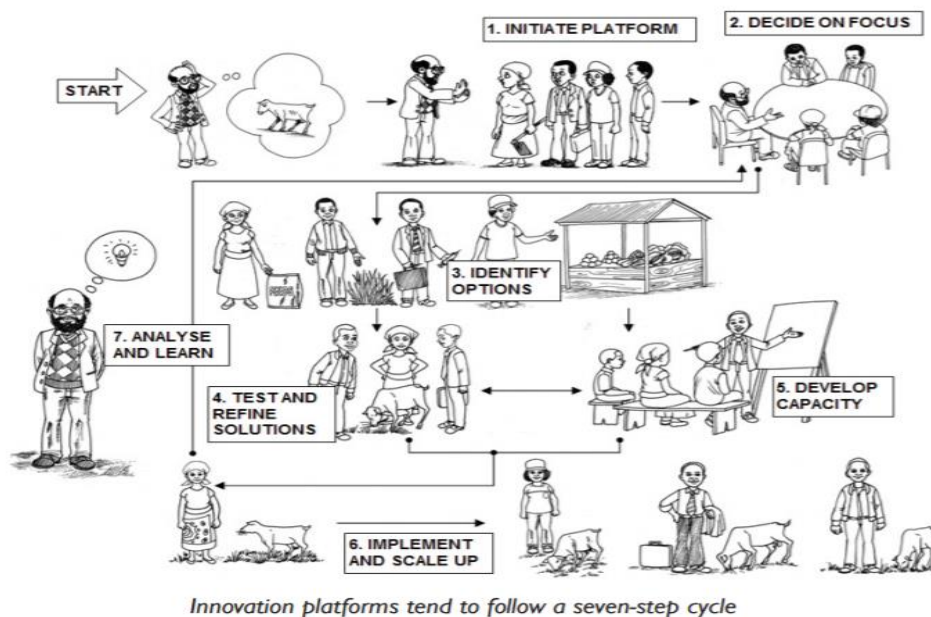 START
1. INITIATE PLATFORM
2. DECIDE ON FOCUS
3. IDENTIFY
OPTIONS
7. ANALYSE
AND LEARN
4. TEST AND
REFINE
SOLUTIONS
5. DEVELOP
CAPACITY
6. IMPLEMENT
AND SCALE UP
Innovation platforms tend to follow a seven-step cycle